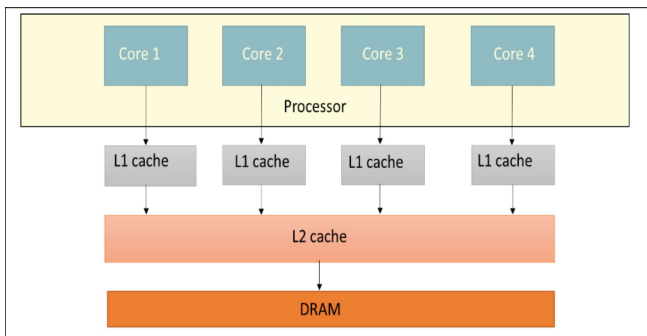 Core 1
Core 2
Core 3
Core 4
Processor
L1 cache
L1 cache
L1 cache
L1 cache
L2 cache
DRAM